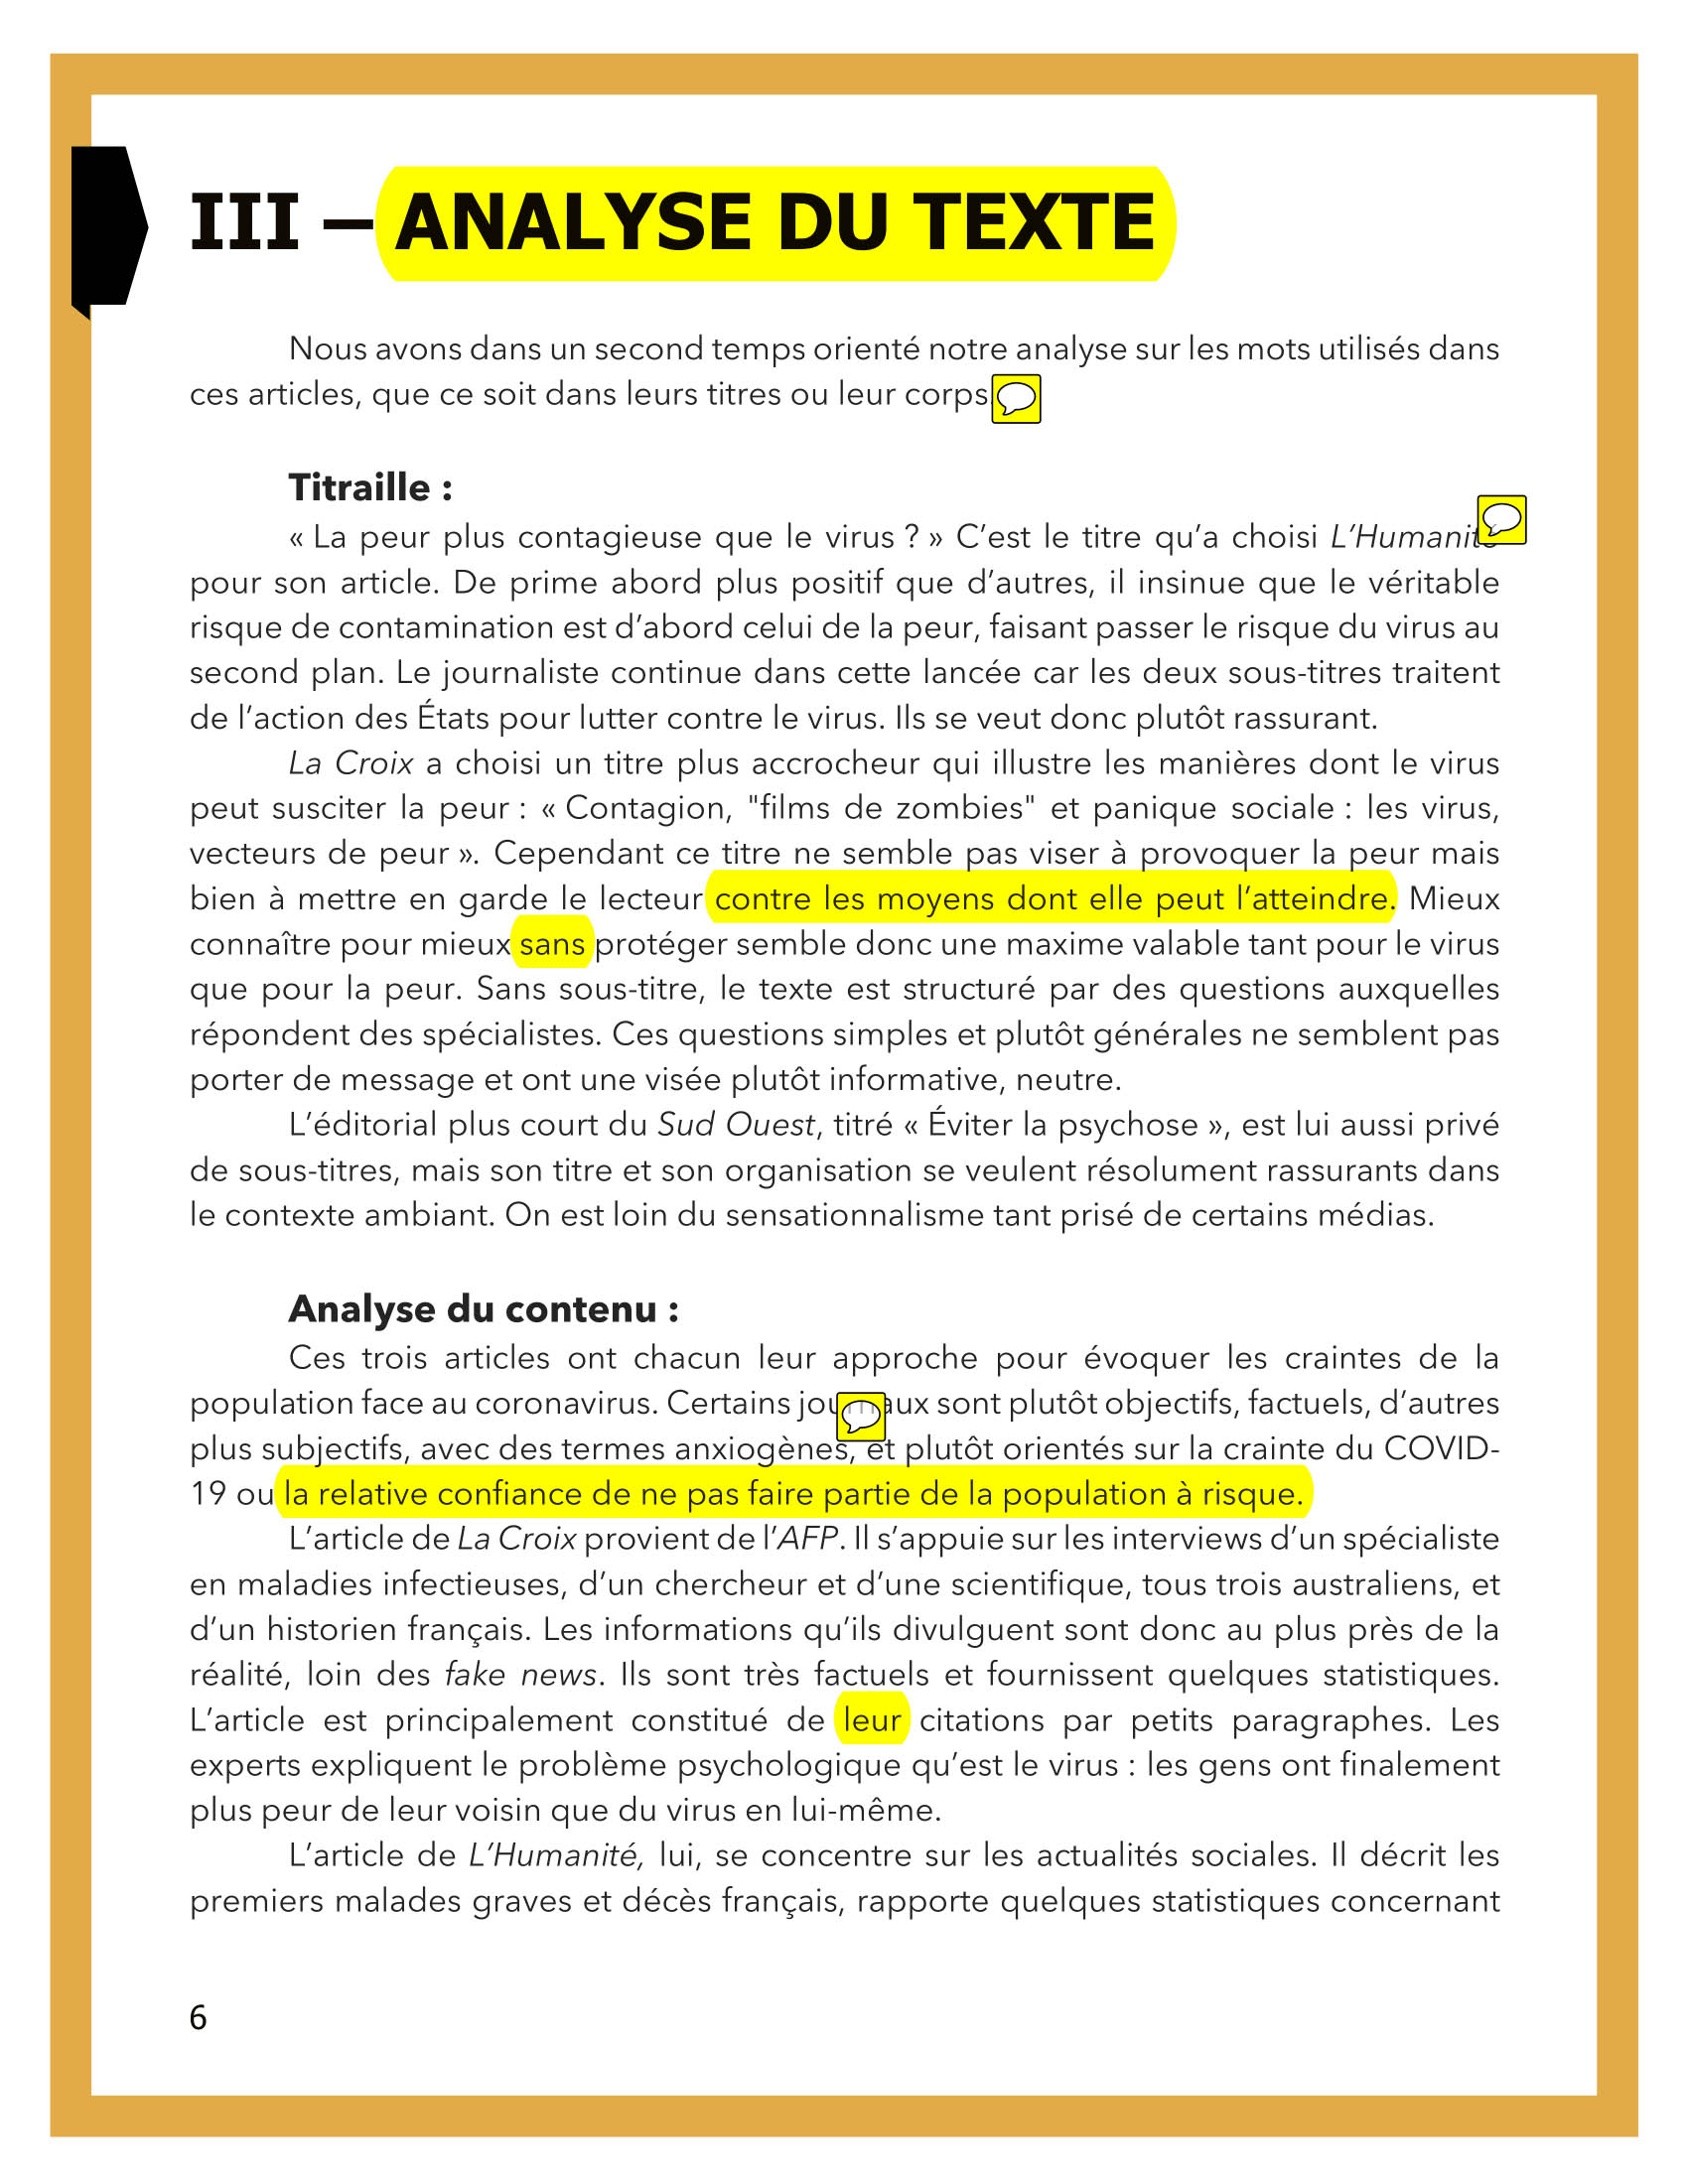 III – ANALYSE DU TEXTE
Nous avons dans un second temps orienté notre analyse sur les mots utilisés dans
ces articles, que ce soit dans leurs titres ou leur corps.
Titraille :
« La peur plus contagieuse que le virus ? » C’est le titre qu’a choisi L’Humanité
pour son article. De prime abord plus positif que d’autres, il insinue que le véritable
risque de contamination est d’abord celui de la peur, faisant passer le risque du virus au
second plan. Le journaliste continue dans cette lancée car les deux sous-titres traitent
de l’action des États pour lutter contre le virus. Ils se veut donc plutôt rassurant.
La Croix a choisi un titre plus accrocheur qui illustre les manières dont le virus
peut susciter la peur : « Contagion, "films de zombies" et panique sociale : les virus,
vecteurs de peur ». Cependant ce titre ne semble pas viser à provoquer la peur mais
bien à mettre en garde le lecteur contre les moyens dont elle peut l’atteindre. Mieux
connaître pour mieux sans protéger semble donc une maxime valable tant pour le virus
que pour la peur. Sans sous-titre, le texte est structuré par des questions auxquelles
répondent des spécialistes. Ces questions simples et plutôt générales ne semblent pas
porter de message et ont une visée plutôt informative, neutre.
L’éditorial plus court du Sud Ouest, titré « Éviter la psychose », est lui aussi privé
de sous-titres, mais son titre et son organisation se veulent résolument rassurants dans
le contexte ambiant. On est loin du sensationnalisme tant prisé de certains médias.
Analyse du contenu :
Ces trois articles ont chacun leur approche pour évoquer les craintes de la
population face au coronavirus. Certains journaux sont plutôt objectifs, factuels, d’autres
plus subjectifs, avec des termes anxiogènes, et plutôt orientés sur la crainte du COVID-
19 ou la relative confiance de ne pas faire partie de la population à risque.
L’article de La Croix provient de l’AFP. Il s’appuie sur les interviews d’un spécialiste
en maladies infectieuses, d’un chercheur et d’une scientifique, tous trois australiens, et
d’un historien français. Les informations qu’ils divulguent sont donc au plus près de la
réalité, loin des fake news. Ils sont très factuels et fournissent quelques statistiques.
L’article est principalement constitué de leur citations par petits paragraphes. Les
experts expliquent le problème psychologique qu’est le virus : les gens ont finalement
plus peur de leur voisin que du virus en lui-même.
L’article de L’Humanité, lui, se concentre sur les actualités sociales. Il décrit les
premiers malades graves et décès français, rapporte quelques statistiques concernant
6